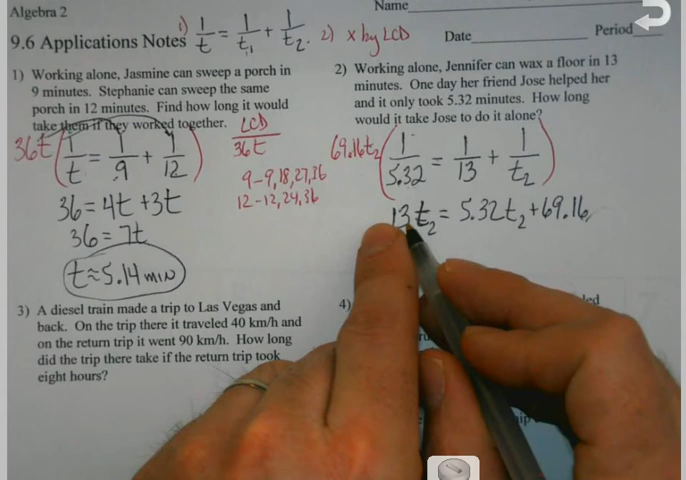 Algebra 2
Name
9.6 Applications Notes
1) 1/t = 1/t₁ + 1/t₂. 2) x by LCD
Date
Period
1) Working alone, Jasmine can sweep a porch in
9 minutes. Stephanie can sweep the same
porch in 12 minutes. Find how long it would
take them if they worked together.
LCD
36t
36t (1/t = 1/9 + 1/12)
9-9,18,27,36
12-12,24,36
36 = 4t + 3t
36 = 7t
t ≈ 5.14 MIN
2) Working alone, Jennifer can wax a floor in 13
minutes. One day her friend Jose helped her
and it only took 5.32 minutes. How long
would it take Jose to do it alone?
69.16t₂ (1/5.32 = 1/13 + 1/t₂)
13t₂ = 5.32t₂ + 69.16
3) A diesel train made a trip to Las Vegas and
back. On the trip there it traveled 40 km/h and
on the return trip it went 90 km/h. How long
did the trip there take if the return trip took
eight hours?
4)